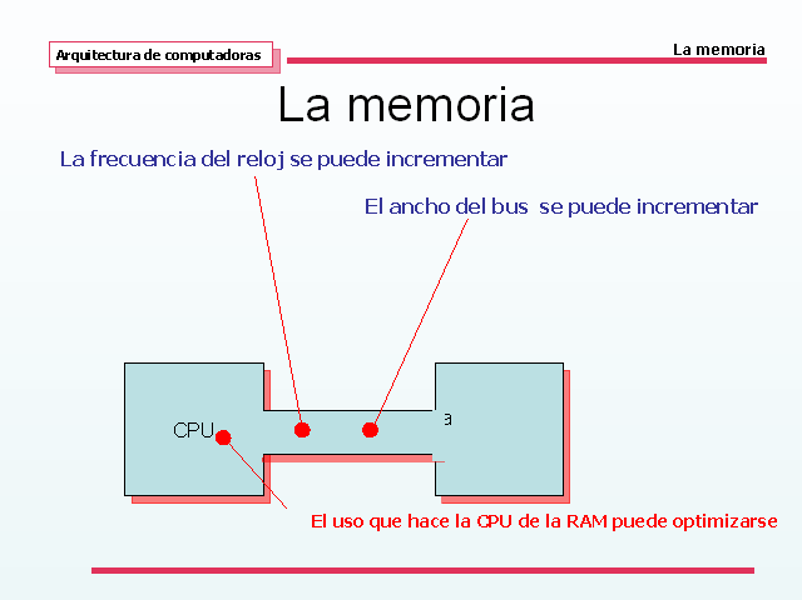 Arquitectura de computadoras
La memoria
La memoria
La frecuencia del reloj se puede incrementar
El ancho del bus se puede incrementar
CPU
a
El uso que hace la CPU de la RAM puede optimizarse